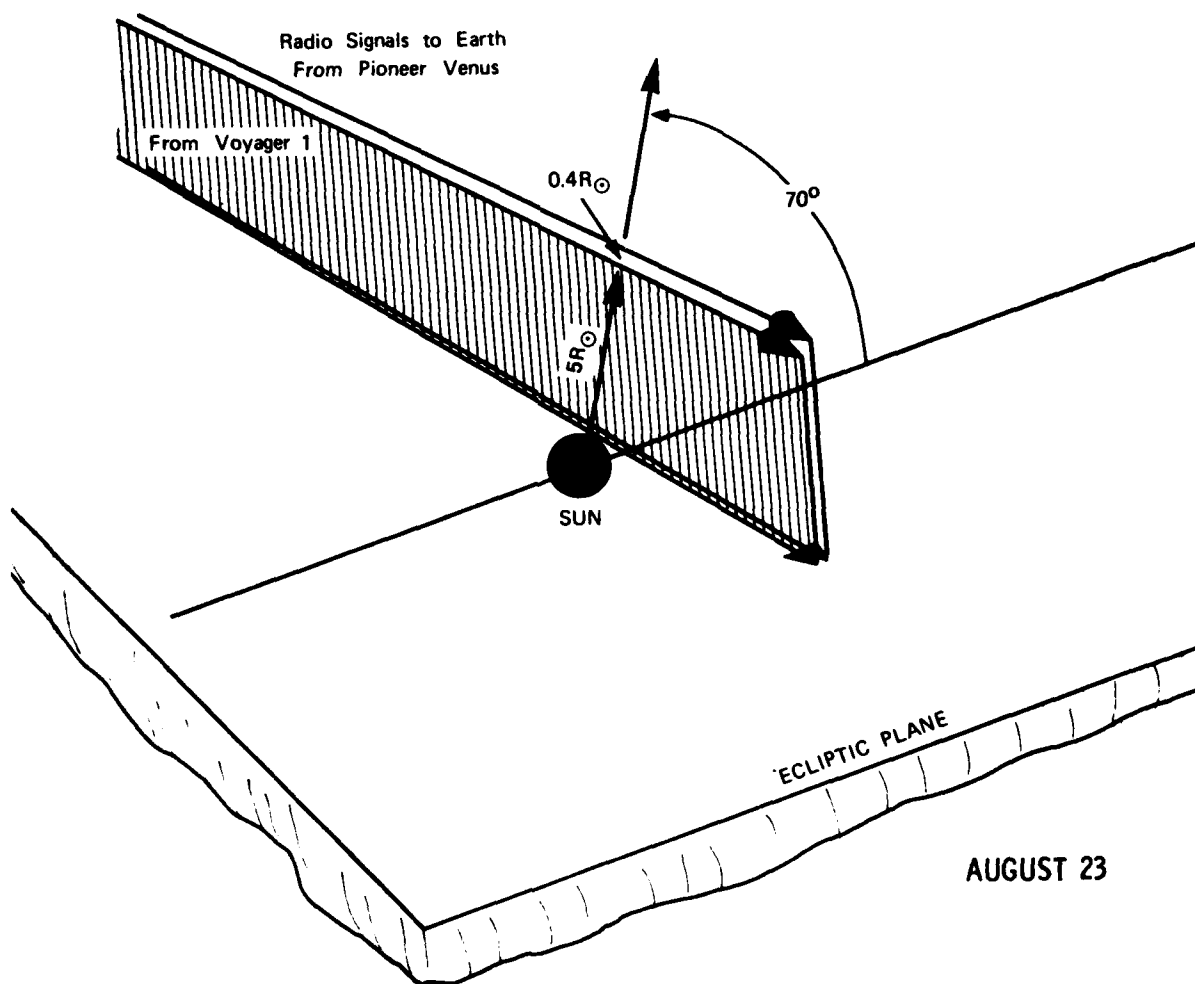 Radio Signals to Earth
From Pioneer Venus
From Voyager 1
0.4R☉
70°
5R☉
SUN
ECLIPTIC PLANE
AUGUST 23